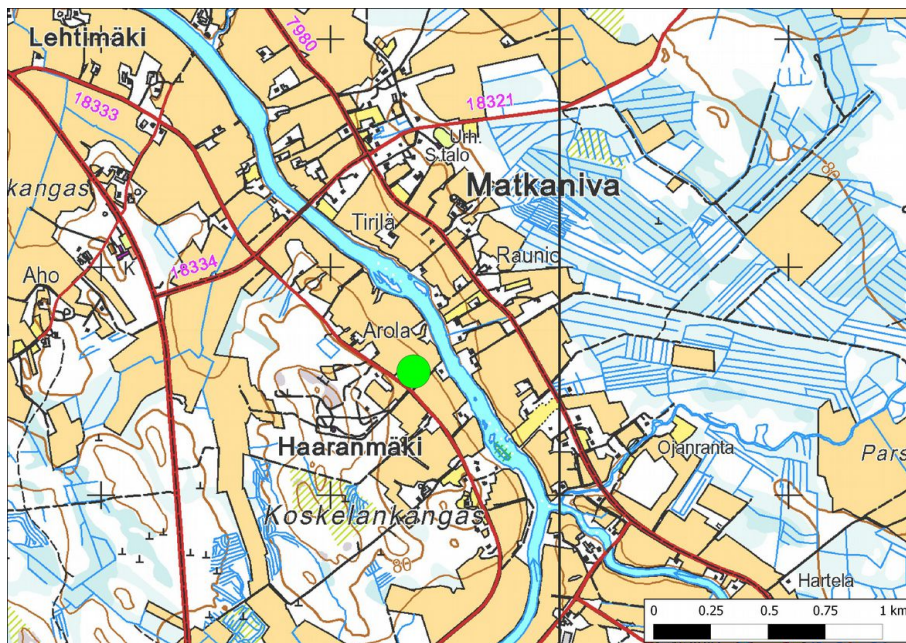 Lehtimäki
7980
18333
18321
Urh.
S.talo
kangas
Matkaniva
Tirilä
Raunio
18334
K
Aho
80
Arola
Haaranmäki
Ojanranta
Pars
Koskelankangas
80
Hartela
0 0.25 0.5 0.75 1 km